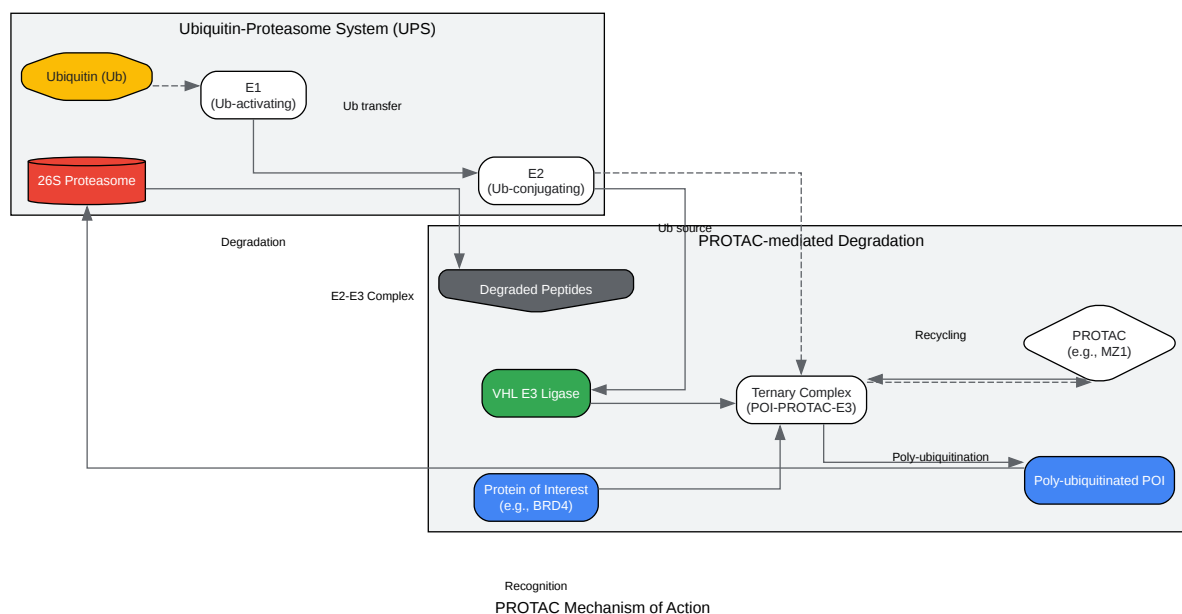 Ubiquitin-Proteasome System (UPS)
Ubiquitin (Ub)
E1
(Ub-activating)
Ub transfer
26S Proteasome
E2
(Ub-conjugating)
Ub source
Degradation
PROTAC-mediated Degradation
Degraded Peptides
E2-E3 Complex
Recycling
PROTAC
(e.g., MZ1)
VHL E3 Ligase
Ternary Complex
(POI-PROTAC-E3)
Poly-ubiquitination
Protein of Interest
(e.g., BRD4)
Poly-ubiquitinated POI
Recognition
PROTAC Mechanism of Action